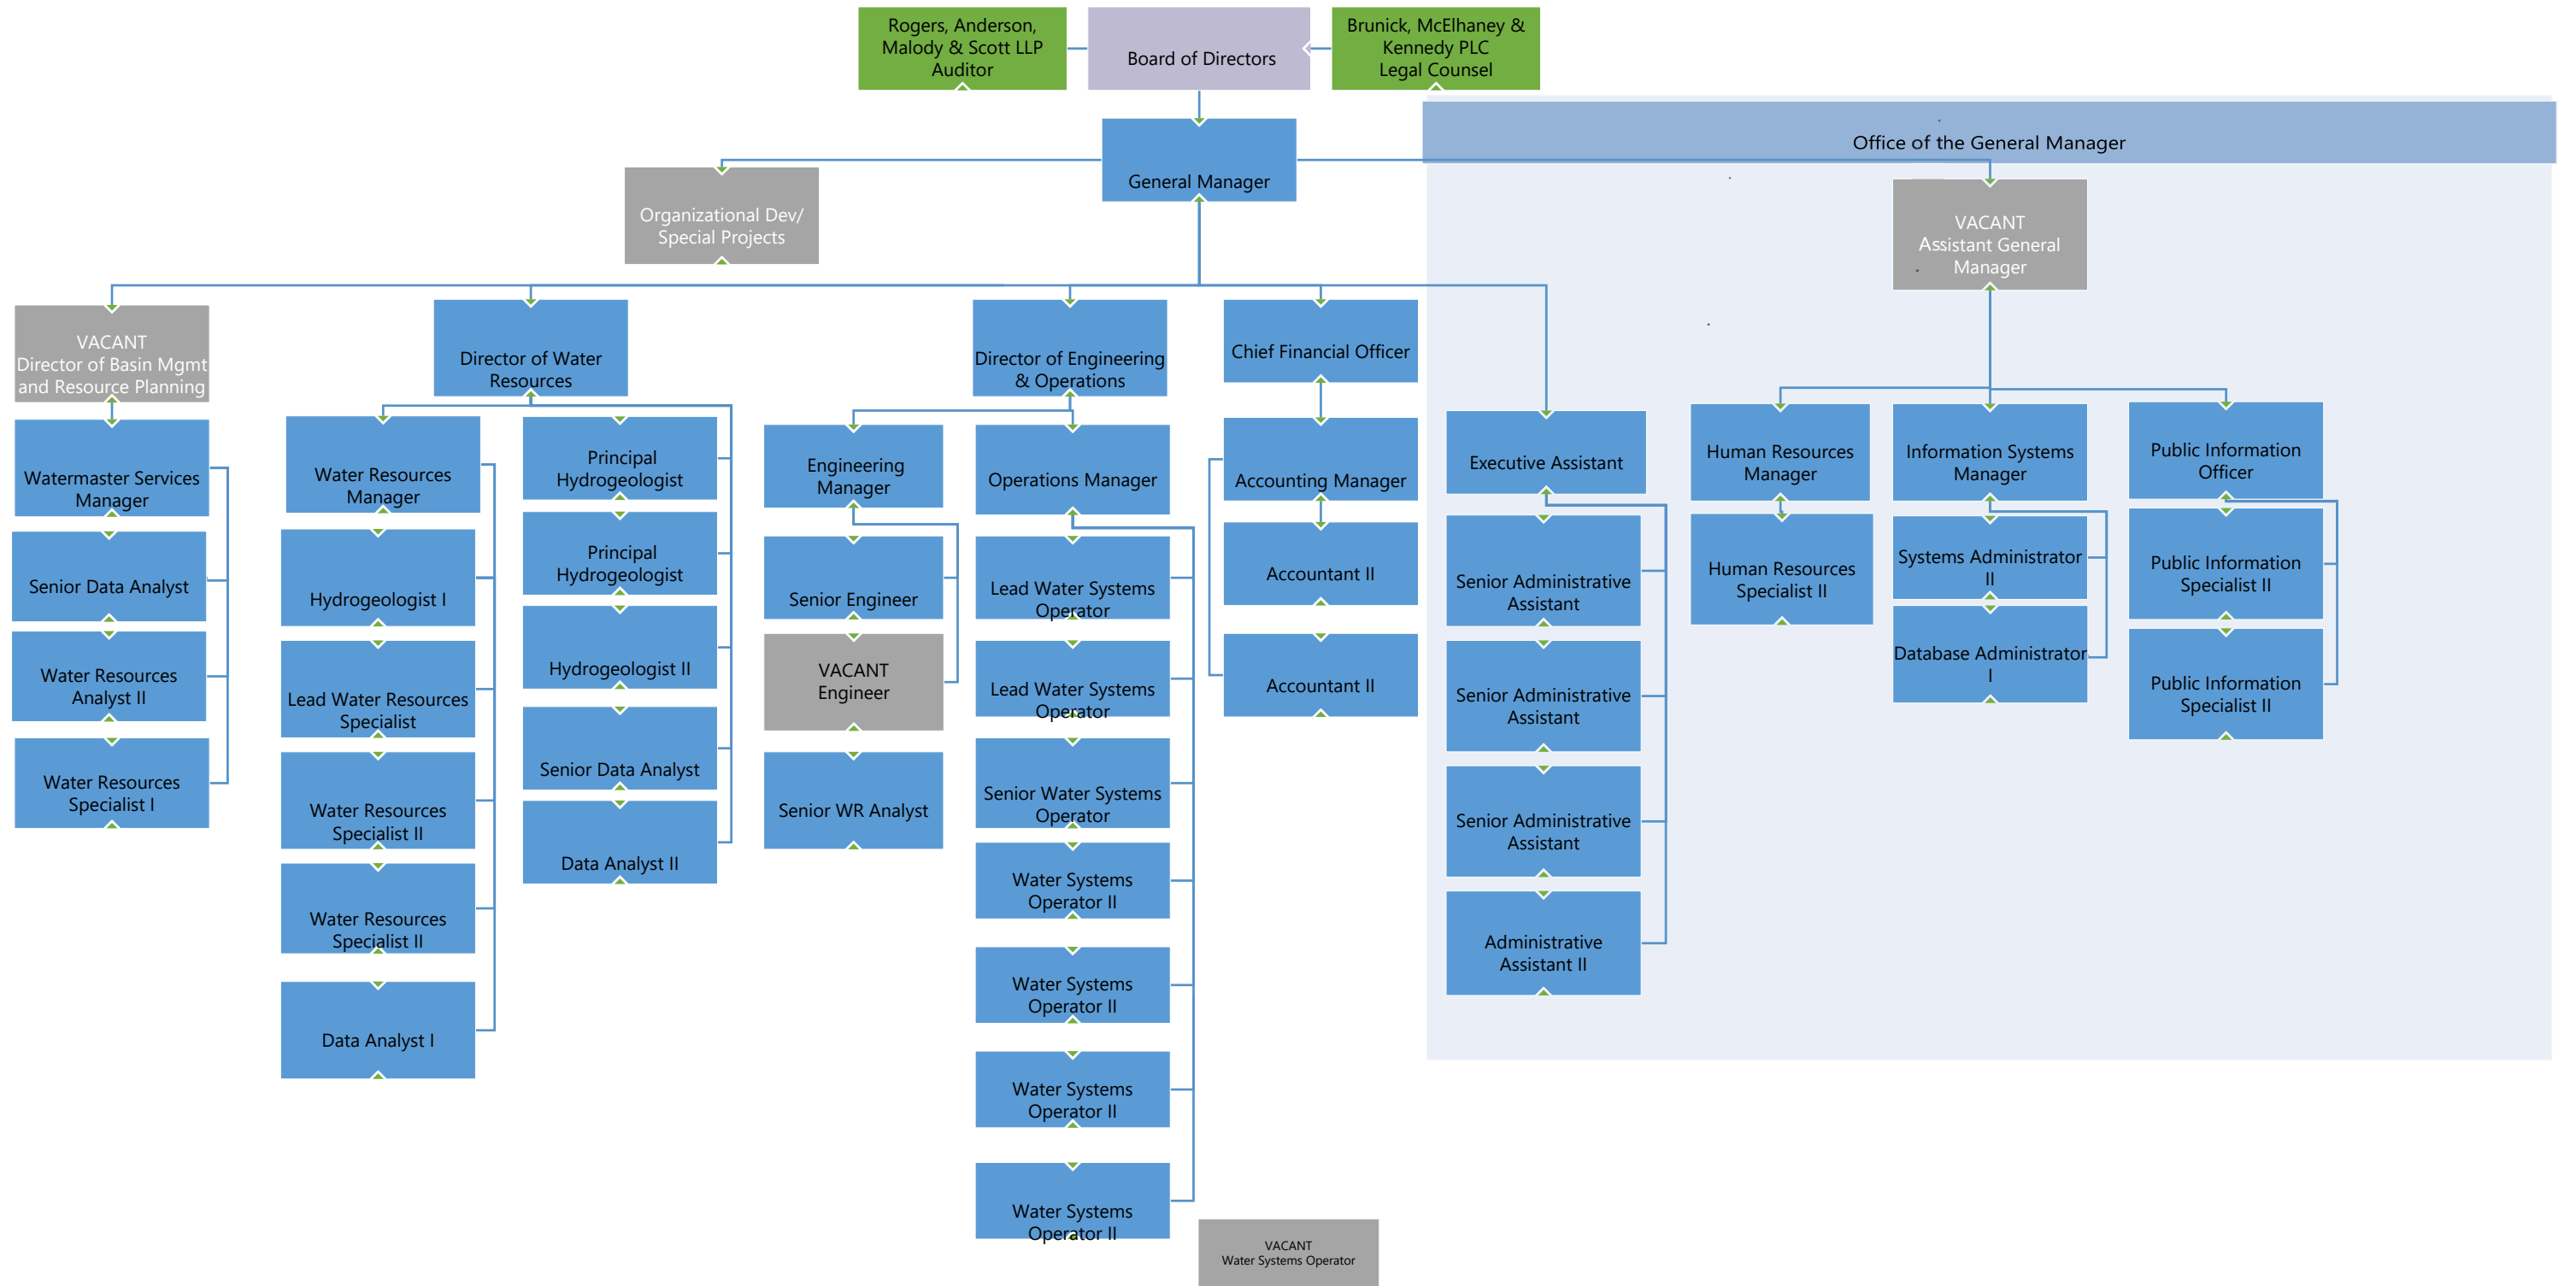 Rogers, Anderson,
Malody & Scott LLP
Auditor
Board of Directors
Brunick, McElhaney &
Kennedy PLC
Legal Counsel
Office of the General Manager
General Manager
Organizational Dev/
Special Projects
VACANT
Assistant General
Manager
VACANT
Director of Basin Mgmt
and Resource Planning
Director of Water
Resources
Director of Engineering
& Operations
Chief Financial Officer
Watermaster Services
Manager
Senior Data Analyst
Water Resources
Analyst II
Water Resources
Specialist I
Water Resources
Manager
Hydrogeologist I
Lead Water Resources
Specialist
Water Resources
Specialist II
Water Resources
Specialist II
Data Analyst I
Principal
Hydrogeologist
Principal
Hydrogeologist
Hydrogeologist II
Senior Data Analyst
Data Analyst II
Engineering
Manager
Senior Engineer
VACANT
Engineer
Senior WR Analyst
Operations Manager
Lead Water Systems
Operator
Lead Water Systems
Operator
Senior Water Systems
Operator
Water Systems
Operator II
Water Systems
Operator II
Water Systems
Operator II
Water Systems
Operator II
VACANT
Water Systems Operator
Accounting Manager
Accountant II
Accountant II
Executive Assistant
Senior Administrative
Assistant
Senior Administrative
Assistant
Senior Administrative
Assistant
Administrative
Assistant II
Human Resources
Manager
Human Resources
Specialist II
Information Systems
Manager
Systems Administrator
II
Database Administrator
I
Public Information
Officer
Public Information
Specialist II
Public Information
Specialist II